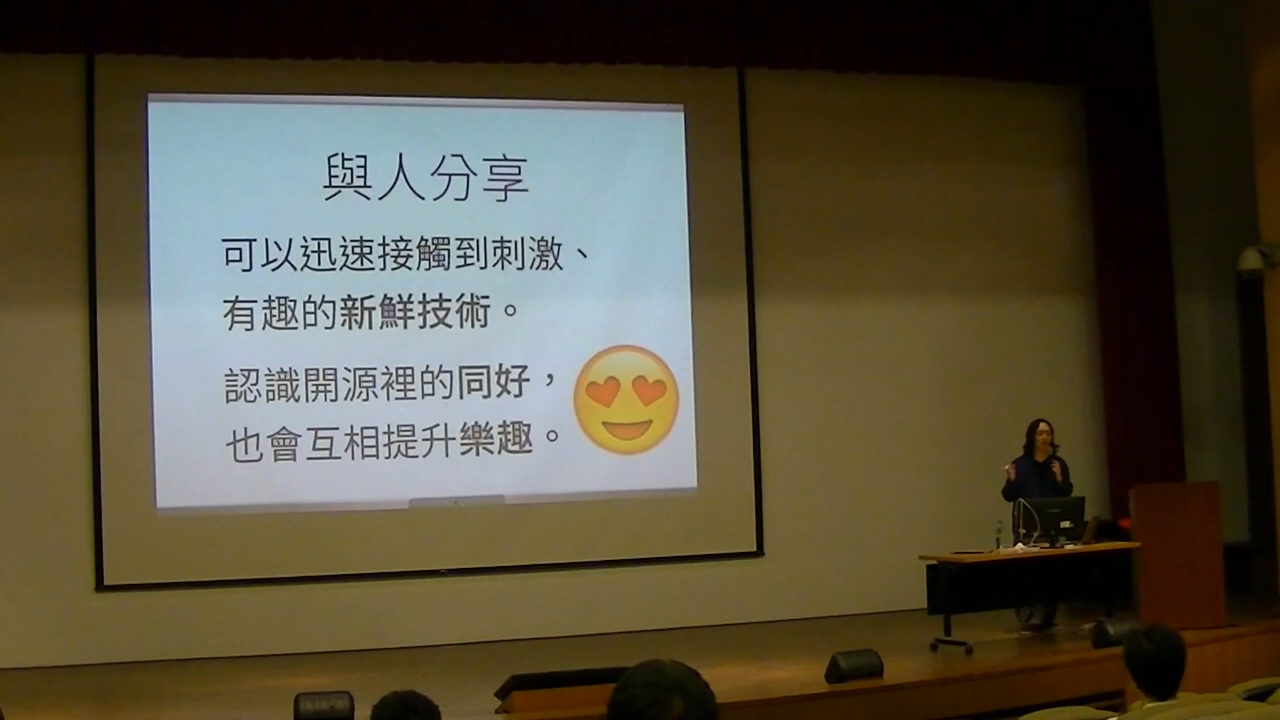 與人分享
可以迅速接觸到刺激、
有趣的新鮮技術。
認識開源裡的同好，
也會互相提升樂趣。